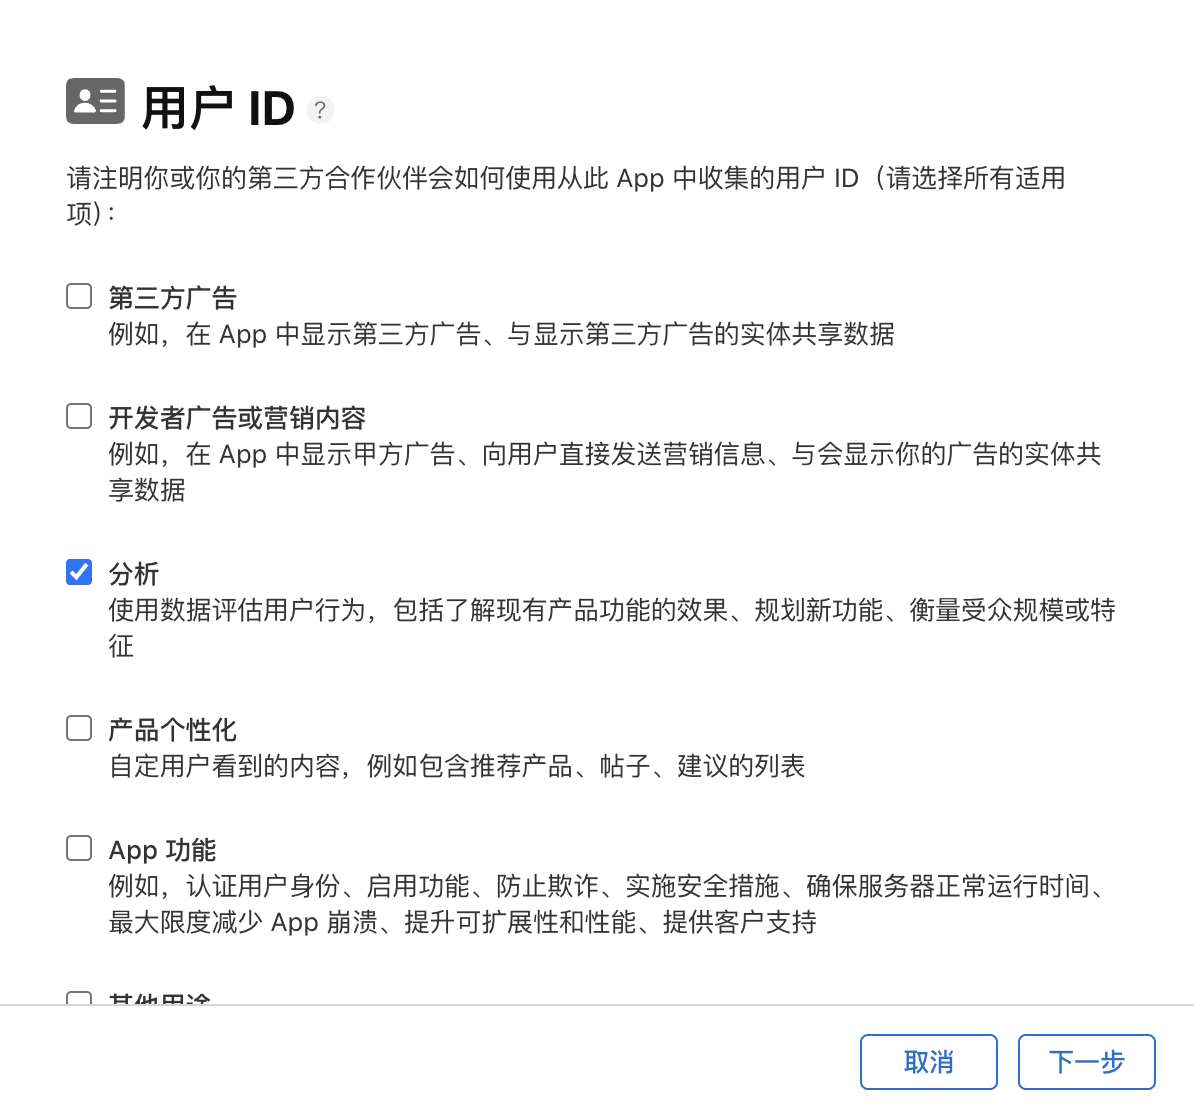 用户 ID ?
请注明你或你的第三方合作伙伴会如何使用从此 App 中收集的用户 ID（请选择所有适用
项）：
第三方广告
例如，在 App 中显示第三方广告、与显示第三方广告的实体共享数据
开发者广告或营销内容
例如，在 App 中显示甲方广告、向用户直接发送营销信息、与会显示你的广告的实体共
享数据
分析
使用数据评估用户行为，包括了解现有产品功能的效果、规划新功能、衡量受众规模或特
征
产品个性化
自定用户看到的内容，例如包含推荐产品、帖子、建议的列表
App 功能
例如，认证用户身份、启用功能、防止欺诈、实施安全措施、确保服务器正常运行时间、
最大限度减少 App 崩溃、提升可扩展性和性能、提供客户支持
其他用途
取消
下一步